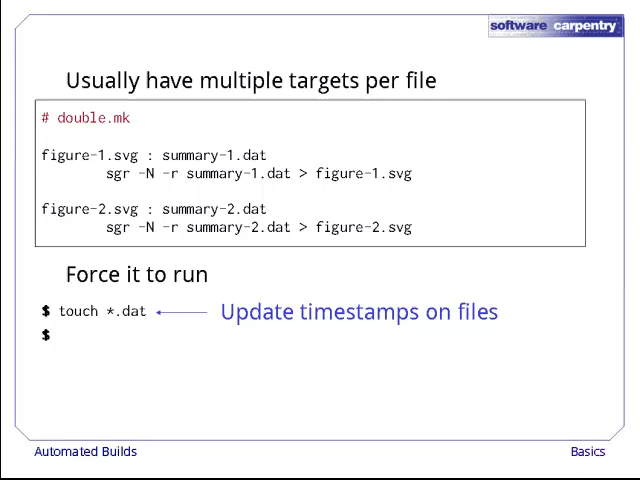 software carpentry
Usually have multiple targets per file
# double.mk
figure-1.svg : summary-1.dat
sgr -N -r summary-1.dat > figure-1.svg
figure-2.svg : summary-2.dat
sgr -N -r summary-2.dat > figure-2.svg
Force it to run
$ touch *.dat Update timestamps on files
$
Automated Builds Basics